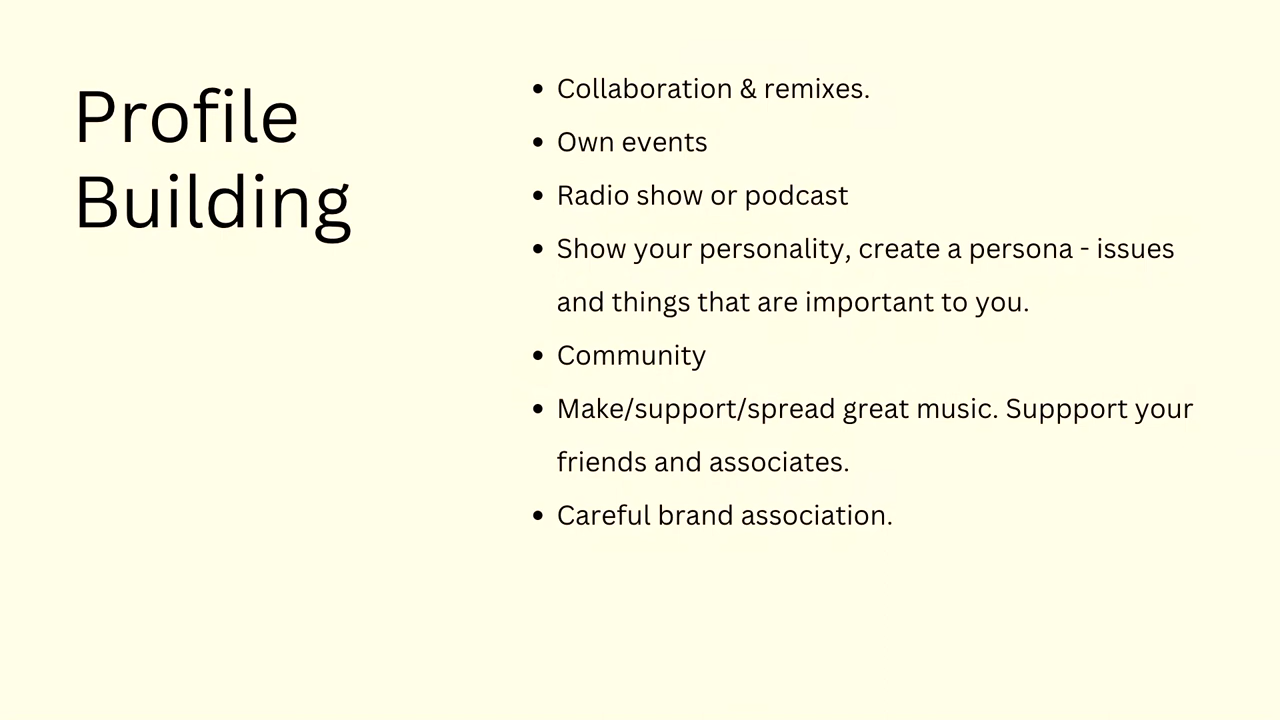 Profile
Building
• Collaboration & remixes.
• Own events
• Radio show or podcast
• Show your personality, create a persona - issues
and things that are important to you.
• Community
• Make/support/spread great music. Suppport your
friends and associates.
• Careful brand association.